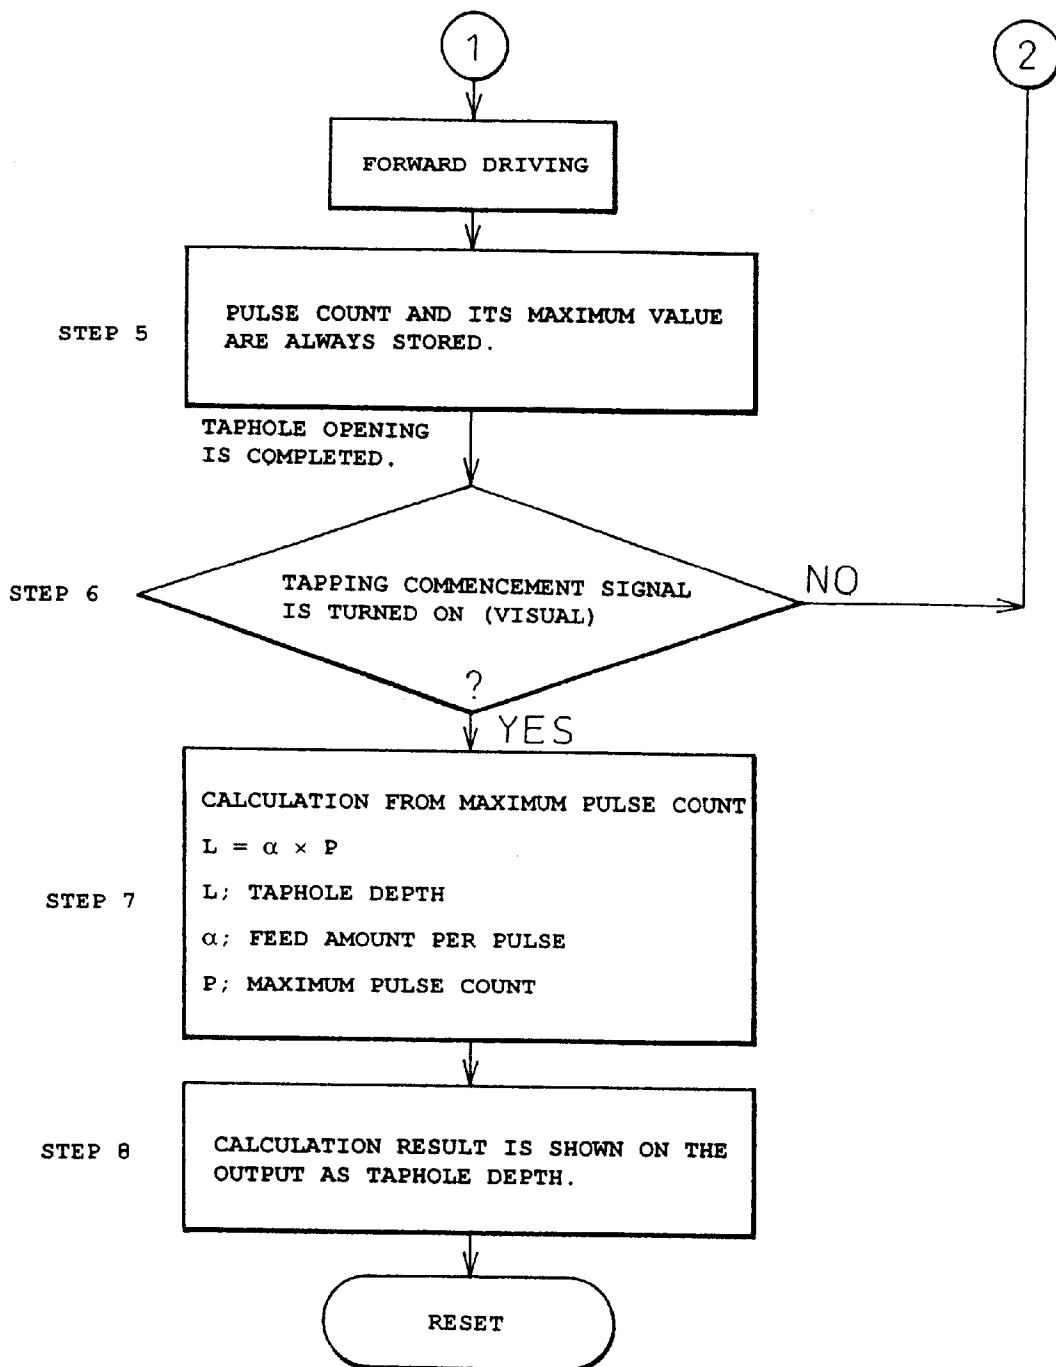 1
2
FORWARD DRIVING
STEP 5
PULSE COUNT AND ITS MAXIMUM VALUE
ARE ALWAYS STORED.
TAPHOLE OPENING
IS COMPLETED.
STEP 6
TAPPING COMMENCEMENT SIGNAL
IS TURNED ON (VISUAL)
?
NO
YES
STEP 7
CALCULATION FROM MAXIMUM PULSE COUNT
L = α × P
L; TAPHOLE DEPTH
α; FEED AMOUNT PER PULSE
P; MAXIMUM PULSE COUNT
STEP 8
CALCULATION RESULT IS SHOWN ON THE
OUTPUT AS TAPHOLE DEPTH.
RESET